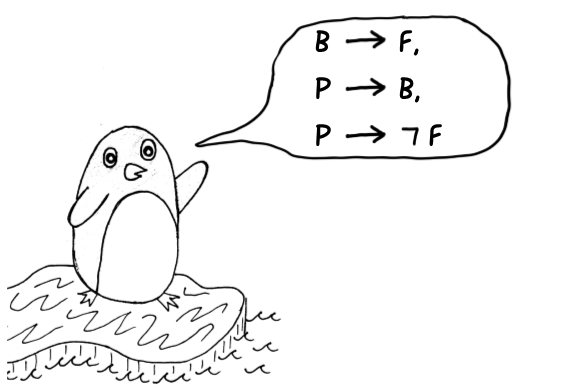 B → F,
P → B,
P → ¬F